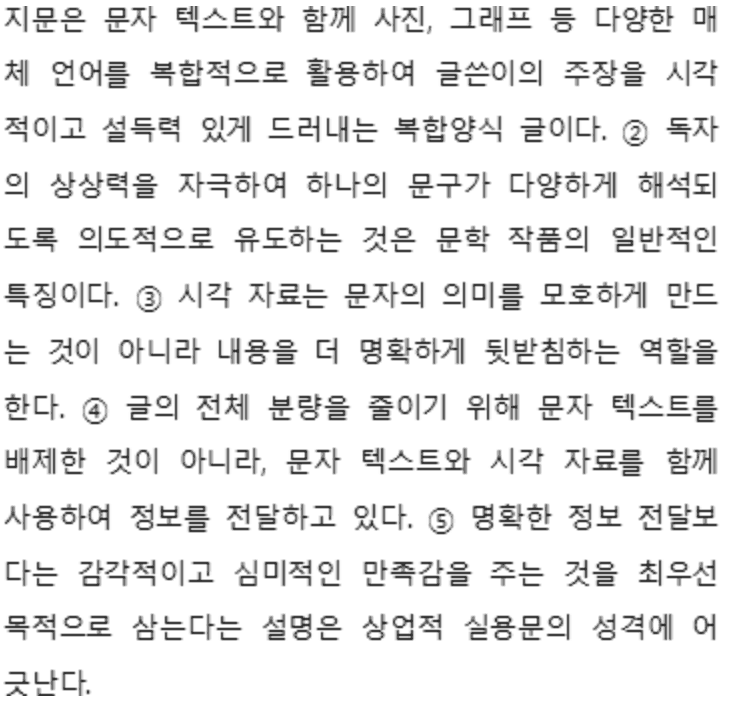 지문은 문자 텍스트와 함께 사진, 그래프 등 다양한 매
체 언어를 복합적으로 활용하여 글쓴이의 주장을 시각
적이고 설득력 있게 드러내는 복합양식 글이다. ② 독자
의 상상력을 자극하여 하나의 문구가 다양하게 해석되
도록 의도적으로 유도하는 것은 문학 작품의 일반적인
특징이다. ③ 시각 자료는 문자의 의미를 모호하게 만드
는 것이 아니라 내용을 더 명확하게 뒷받침하는 역할을
한다. ④ 글의 전체 분량을 줄이기 위해 문자 텍스트를
배제한 것이 아니라, 문자 텍스트와 시각 자료를 함께
사용하여 정보를 전달하고 있다. ⑤ 명확한 정보 전달보
다는 감각적이고 심미적인 만족감을 주는 것을 최우선
목적으로 삼는다는 설명은 상업적 실용문의 성격에 어
긋난다.